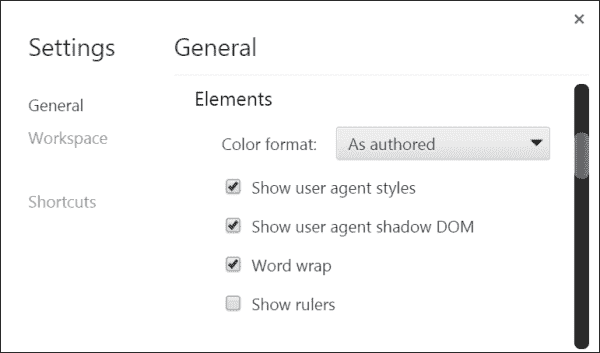 Settings
General
General
Workspace
Shortcuts
Elements
Color format: As authored
Show user agent styles
Show user agent shadow DOM
Word wrap
Show rulers